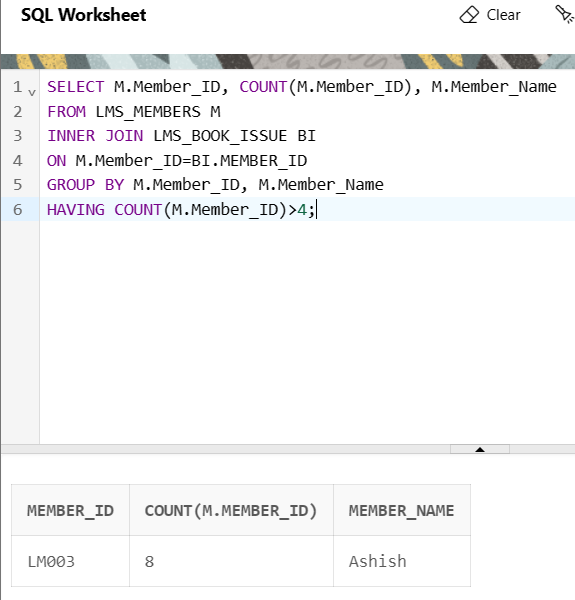 SQL Worksheet
Clear
1 SELECT M.Member_ID, COUNT(M.Member_ID), M.Member_Name
2 FROM LMS_MEMBERS M
3 INNER JOIN LMS_BOOK_ISSUE BI
4 ON M.Member_ID=BI.MEMBER_ID
5 GROUP BY M.Member_ID, M.Member_Name
6 HAVING COUNT(M.Member_ID)>4;
MEMBER_ID COUNT(M.MEMBER_ID) MEMBER_NAME
LM003 8 Ashish